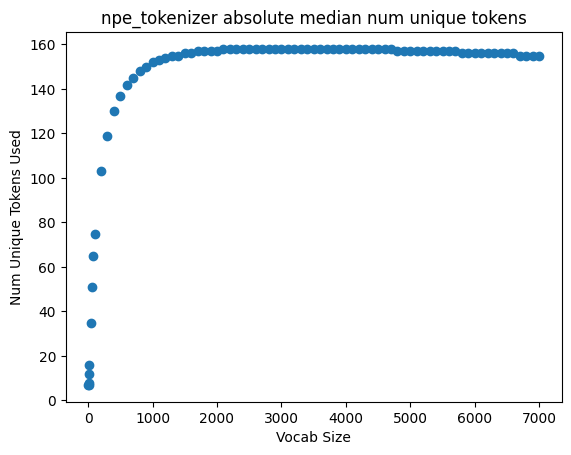 npe_tokenizer absolute median num unique tokens
160
140
120
100
80
60
40
20
0
Num Unique Tokens Used
0 1000 2000 3000 4000 5000 6000 7000
Vocab Size